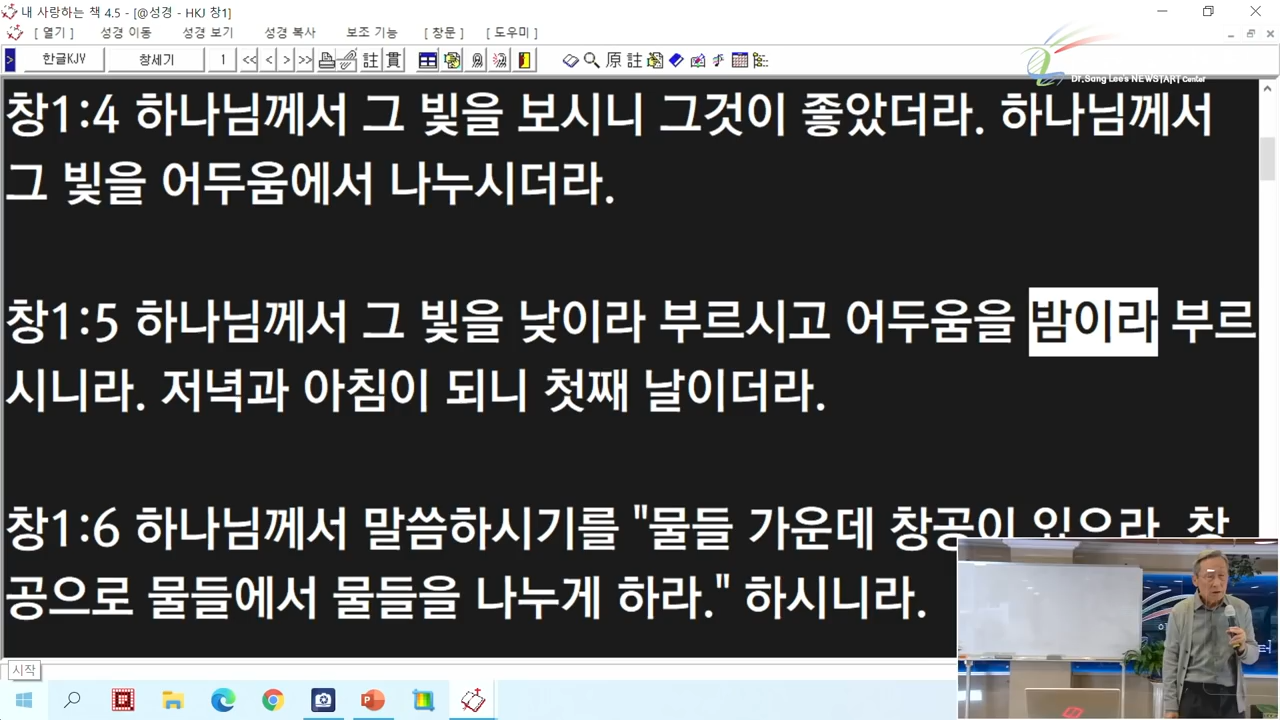 내 사랑하는 책 4.5 - [@성경 - HKJ 창1]
[ 열기 ] 성경 이동 성경 보기 성경 복사 보조 기능 [ 창문 ] [ 도우미 ]
한글KJV 창세기 1 << < > >> 註 貫 原 註
Dr.Sang Lee's NEWSTART Center
창1:4 하나님께서 그 빛을 보시니 그것이 좋았더라. 하나님께서
그 빛을 어두움에서 나누시더라.
창1:5 하나님께서 그 빛을 낮이라 부르시고 어두움을 밤이라 부르
시니라. 저녁과 아침이 되니 첫째 날이더라.
창1:6 하나님께서 말씀하시기를 "물들 가운데 창공이 있으라. 창
공으로 물들에서 물들을 나누게 하라." 하시니라.
시작